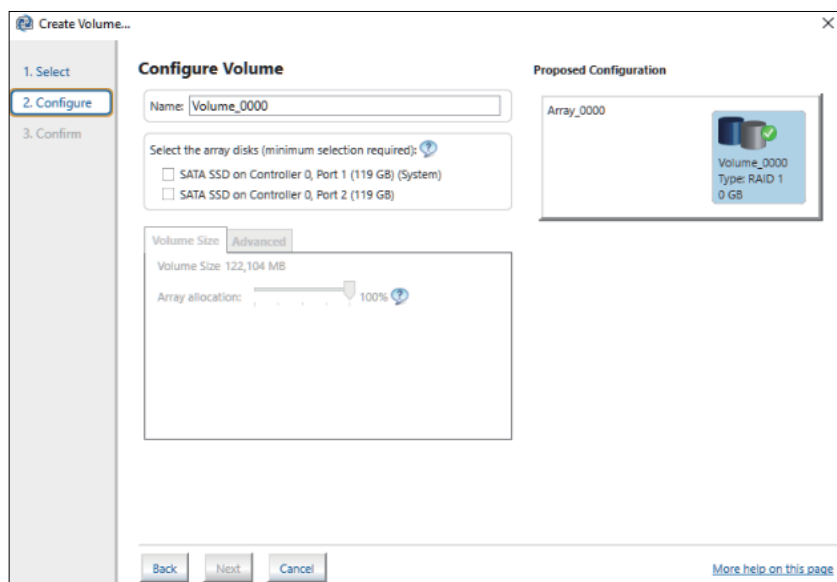 Create Volume...
1. Select
2. Configure
3. Confirm
Configure Volume
Name: Volume_0000
Select the array disks (minimum selection required):
SATA SSD on Controller 0, Port 1 (119 GB) (System)
SATA SSD on Controller 0, Port 2 (119 GB)
Volume Size Advanced
Volume Size 122,104 MB
Array allocation: 100%
Proposed Configuration
Array_0000
Volume_0000
Type: RAID 1
0 GB
Back Next Cancel
More help on this page